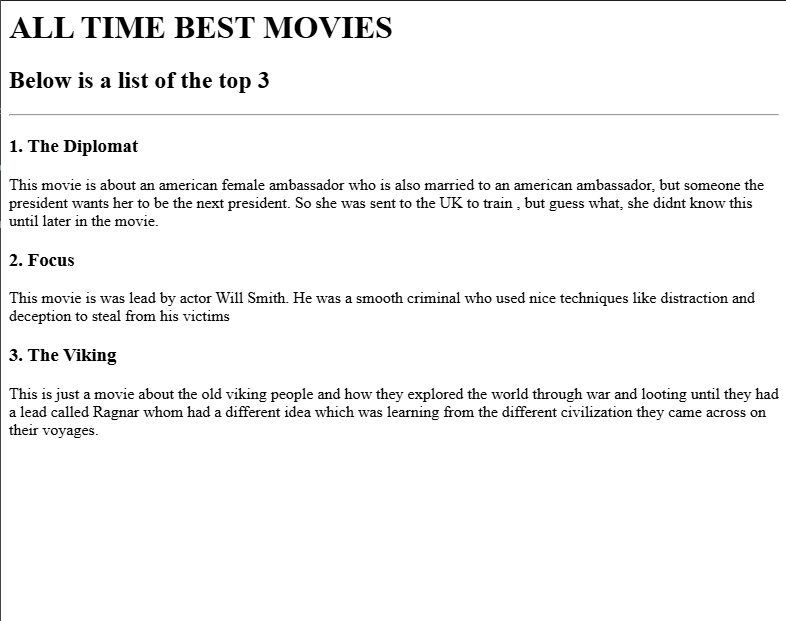 ALL TIME BEST MOVIES
Below is a list of the top 3
1. The Diplomat
This movie is about an american female ambassador who is also married to an american ambassador, but someone the
president wants her to be the next president. So she was sent to the UK to train , but guess what, she didnt know this
until later in the movie.
2. Focus
This movie is was lead by actor Will Smith. He was a smooth criminal who used nice techniques like distraction and
deception to steal from his victims
3. The Viking
This is just a movie about the old viking people and how they explored the world through war and looting until they had
a lead called Ragnar whom had a different idea which was learning from the different civilization they came across on
their voyages.